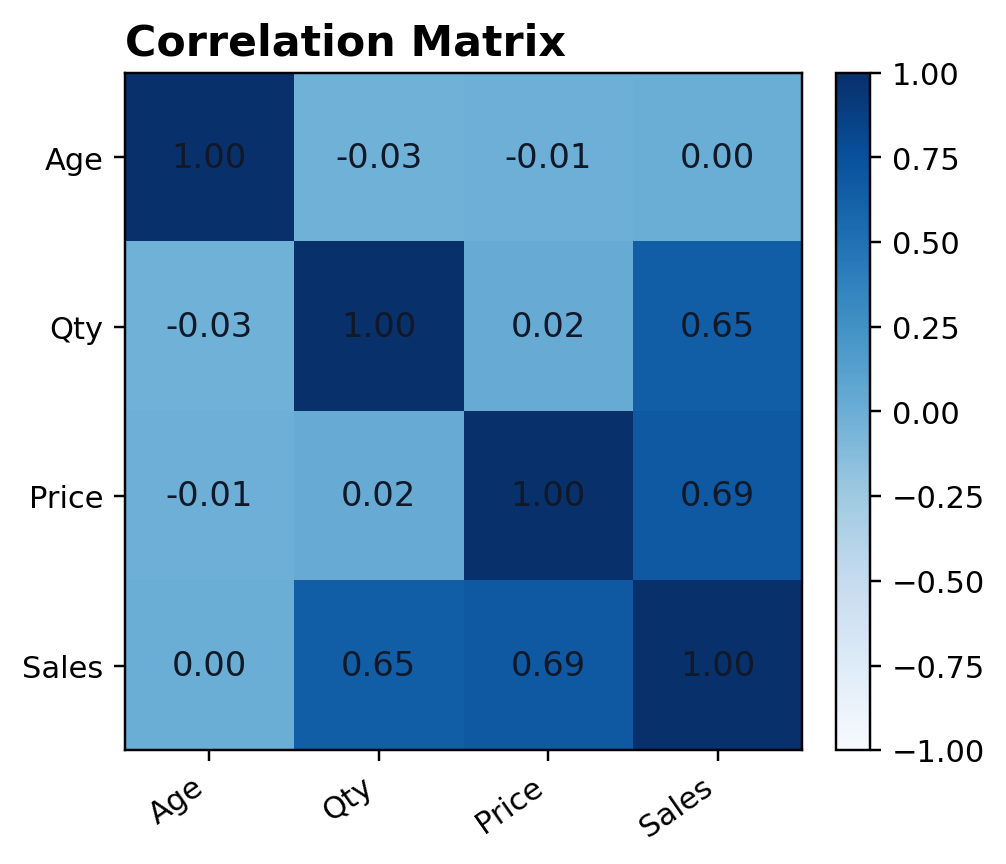 Correlation Matrix
Age 1.00 -0.03 -0.01 0.00
Qty -0.03 1.00 0.02 0.65
Price -0.01 0.02 1.00 0.69
Sales 0.00 0.65 0.69 1.00
Age Qty Price Sales
1.00
0.75
0.50
0.25
0.00
−0.25
−0.50
−0.75
−1.00